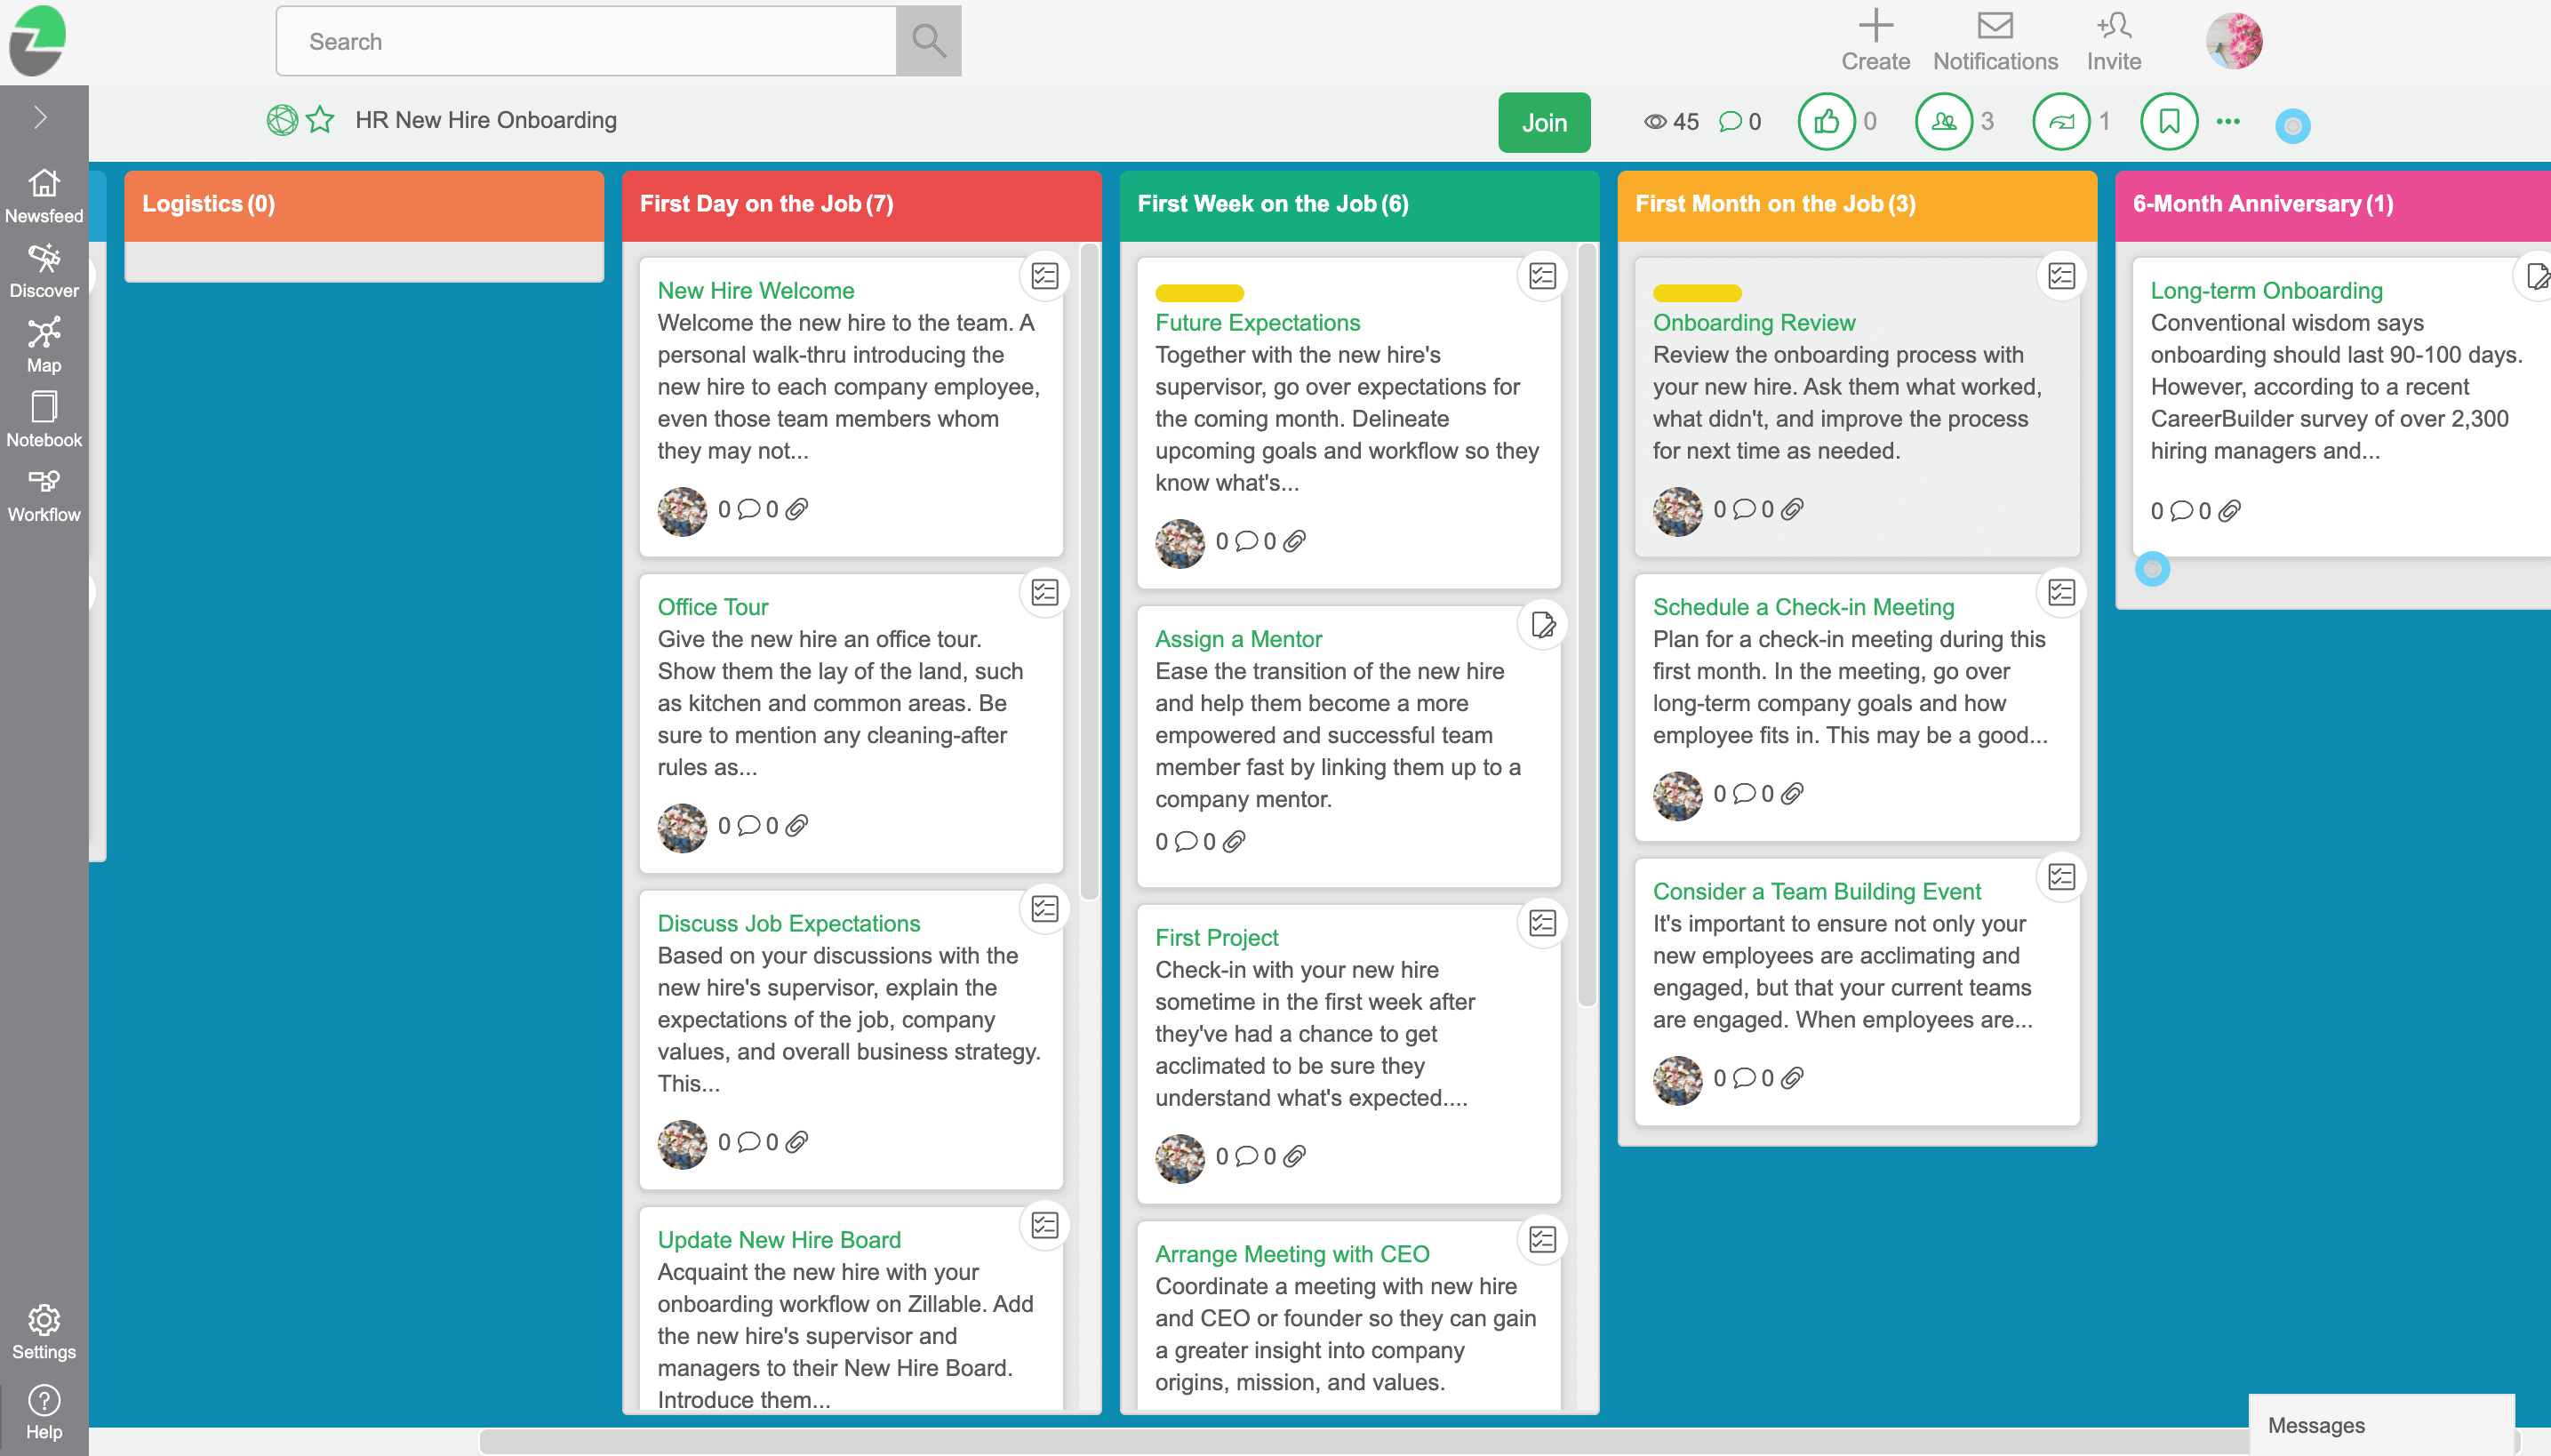 Search
Create
Notifications
Invite
HR New Hire Onboarding
Join
45
0
0
3
1
Newsfeed
Discover
Map
Notebook
Workflow
Settings
Help
Logistics (0)
First Day on the Job (7)
New Hire Welcome
Welcome the new hire to the team. A
personal walk-thru introducing the
new hire to each company employee,
even those team members whom
they may not...
0 0
Office Tour
Give the new hire an office tour.
Show them the lay of the land, such
as kitchen and common areas. Be
sure to mention any cleaning-after
rules as...
0 0
Discuss Job Expectations
Based on your discussions with the
new hire's supervisor, explain the
expectations of the job, company
values, and overall business strategy.
This...
0 0
Update New Hire Board
Acquaint the new hire with your
onboarding workflow on Zillable. Add
the new hire's supervisor and
managers to their New Hire Board.
Introduce them...
First Week on the Job (6)
Future Expectations
Together with the new hire's
supervisor, go over expectations for
the coming month. Delineate
upcoming goals and workflow so they
know what's...
0 0
Assign a Mentor
Ease the transition of the new hire
and help them become a more
empowered and successful team
member fast by linking them up to a
company mentor.
0 0
First Project
Check-in with your new hire
sometime in the first week after
they've had a chance to get
acclimated to be sure they
understand what's expected....
0 0
Arrange Meeting with CEO
Coordinate a meeting with new hire
and CEO or founder so they can gain
a greater insight into company
origins, mission, and values.
First Month on the Job (3)
Onboarding Review
Review the onboarding process with
your new hire. Ask them what worked,
what didn't, and improve the process
for next time as needed.
0 0
Schedule a Check-in Meeting
Plan for a check-in meeting during this
first month. In the meeting, go over
long-term company goals and how
employee fits in. This may be a good...
0 0
Consider a Team Building Event
It's important to ensure not only your
new employees are acclimating and
engaged, but that your current teams
are engaged. When employees are...
0 0
6-Month Anniversary (1)
Long-term Onboarding
Conventional wisdom says
onboarding should last 90-100 days.
However, according to a recent
CareerBuilder survey of over 2,300
hiring managers and...
0 0
Messages